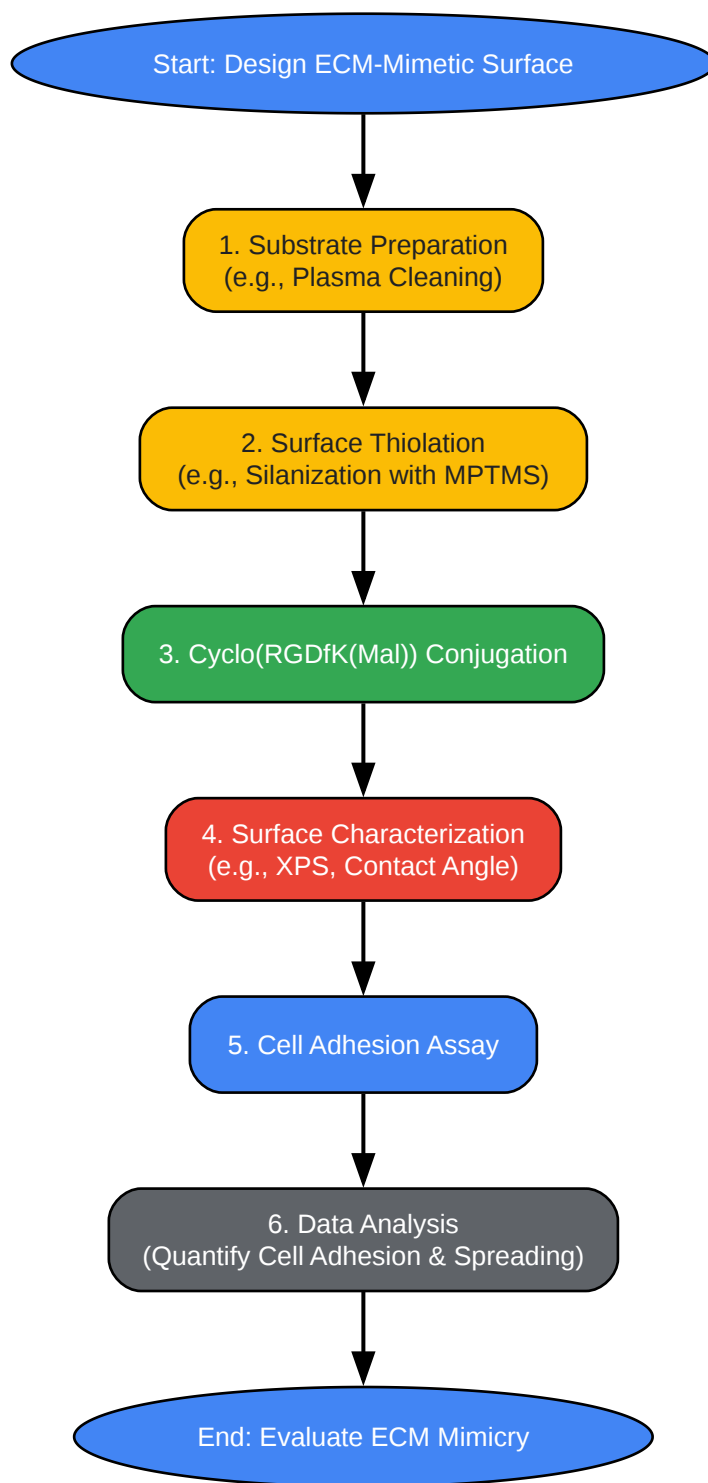 Start: Design ECM-Mimetic Surface
1. Substrate Preparation
(e.g., Plasma Cleaning)
2. Surface Thiolation
(e.g., Silanization with MPTMS)
3. Cyclo(RGDfK(Mal)) Conjugation
4. Surface Characterization
(e.g., XPS, Contact Angle)
5. Cell Adhesion Assay
6. Data Analysis
(Quantify Cell Adhesion & Spreading)
End: Evaluate ECM Mimicry